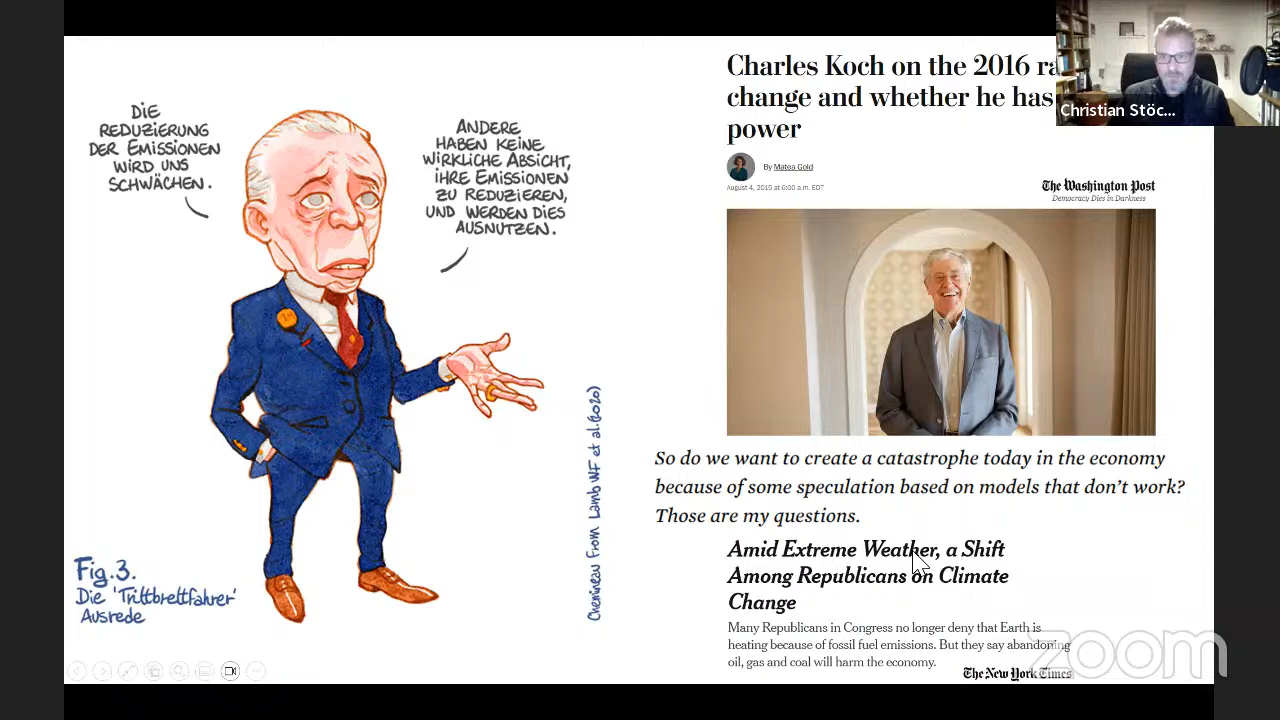 DIE
REDUZIERUNG
DER EMISSIONEN
WIRD UNS
SCHWÄCHEN.
ANDERE
HABEN KEINE
WIRKLICHE ABSICHT,
IHRE EMISSIONEN
ZU REDUZIEREN,
UND WERDEN DIES
AUSNUTZEN.
Fig.3.
Die 'Trittbrettfahrer'
Ausrede
Chemineau From Lamb WF et al.(2020)
Charles Koch on the 2016 ra
change and whether he has
power
By Matea Gold
August 4, 2015 at 6:00 a.m. EDT
The Washington Post
Democracy Dies in Darkness
So do we want to create a catastrophe today in the economy
because of some speculation based on models that don't work?
Those are my questions.
Amid Extreme Weather, a Shift
Among Republicans on Climate
Change
Many Republicans in Congress no longer deny that Earth is
heating because of fossil fuel emissions. But they say abandoning
oil, gas and coal will harm the economy.
The New York Times
Christian Stöc...
zoom